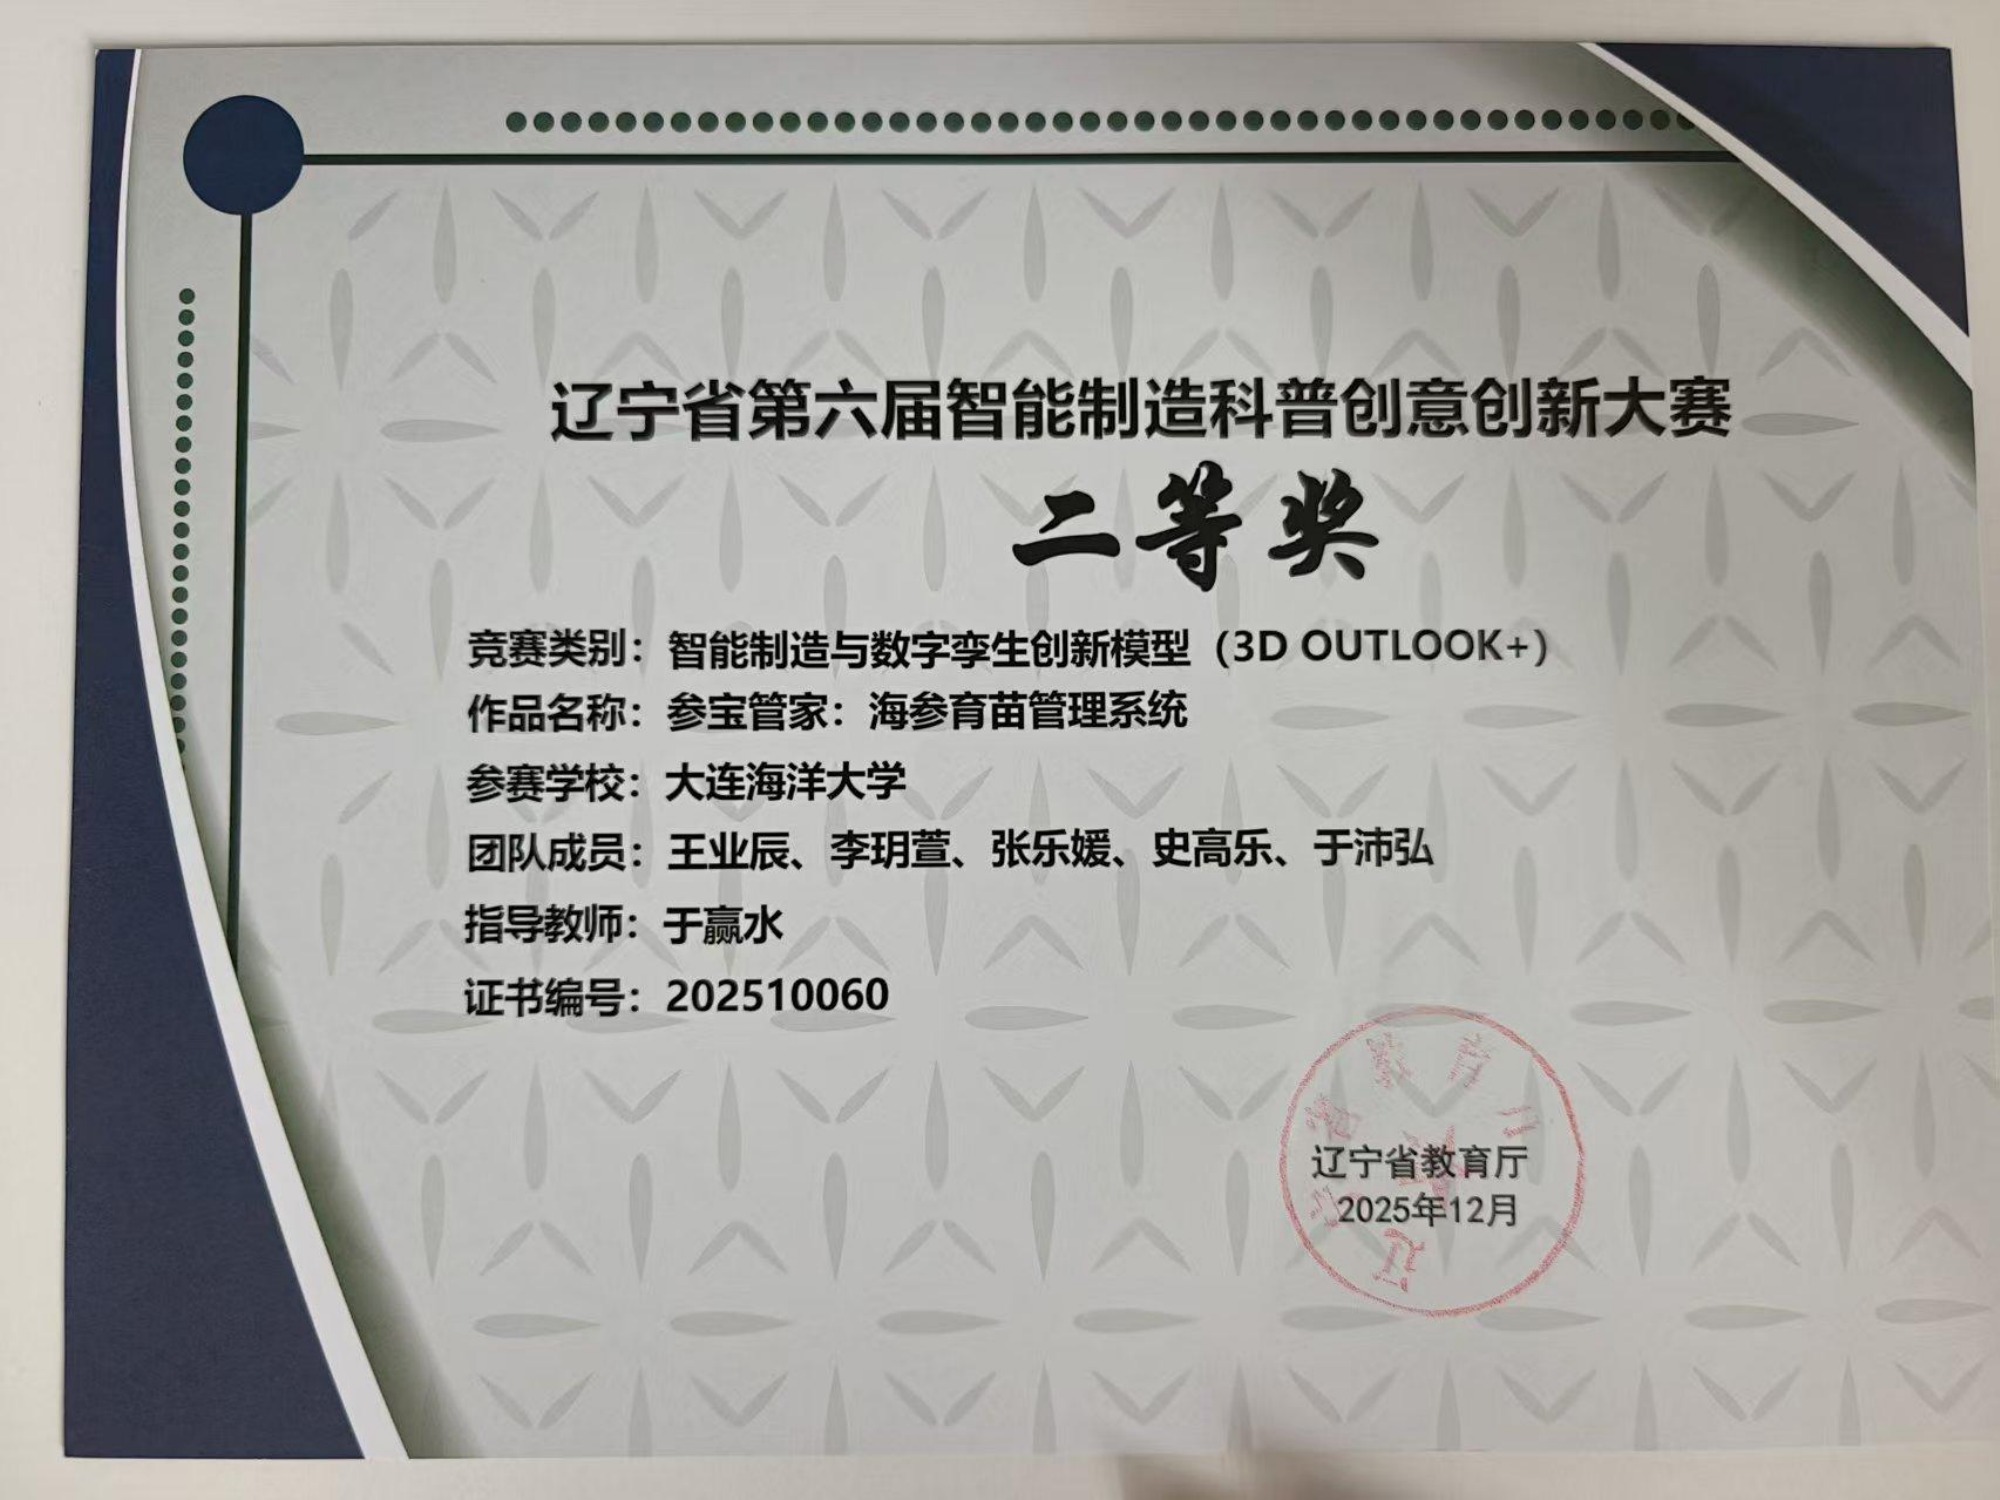 辽宁省第六届智能制造科普创意创新大赛
二等奖
竞赛类别：智能制造与数字孪生创新模型（3D OUTLOOK+）
作品名称：参宝管家：海参育苗管理系统
参赛学校：大连海洋大学
团队成员：王业辰、李玥萱、张乐媛、史高乐、于沛弘
指导教师：于赢水
证书编号：202510060
辽宁省教育厅
2025年12月